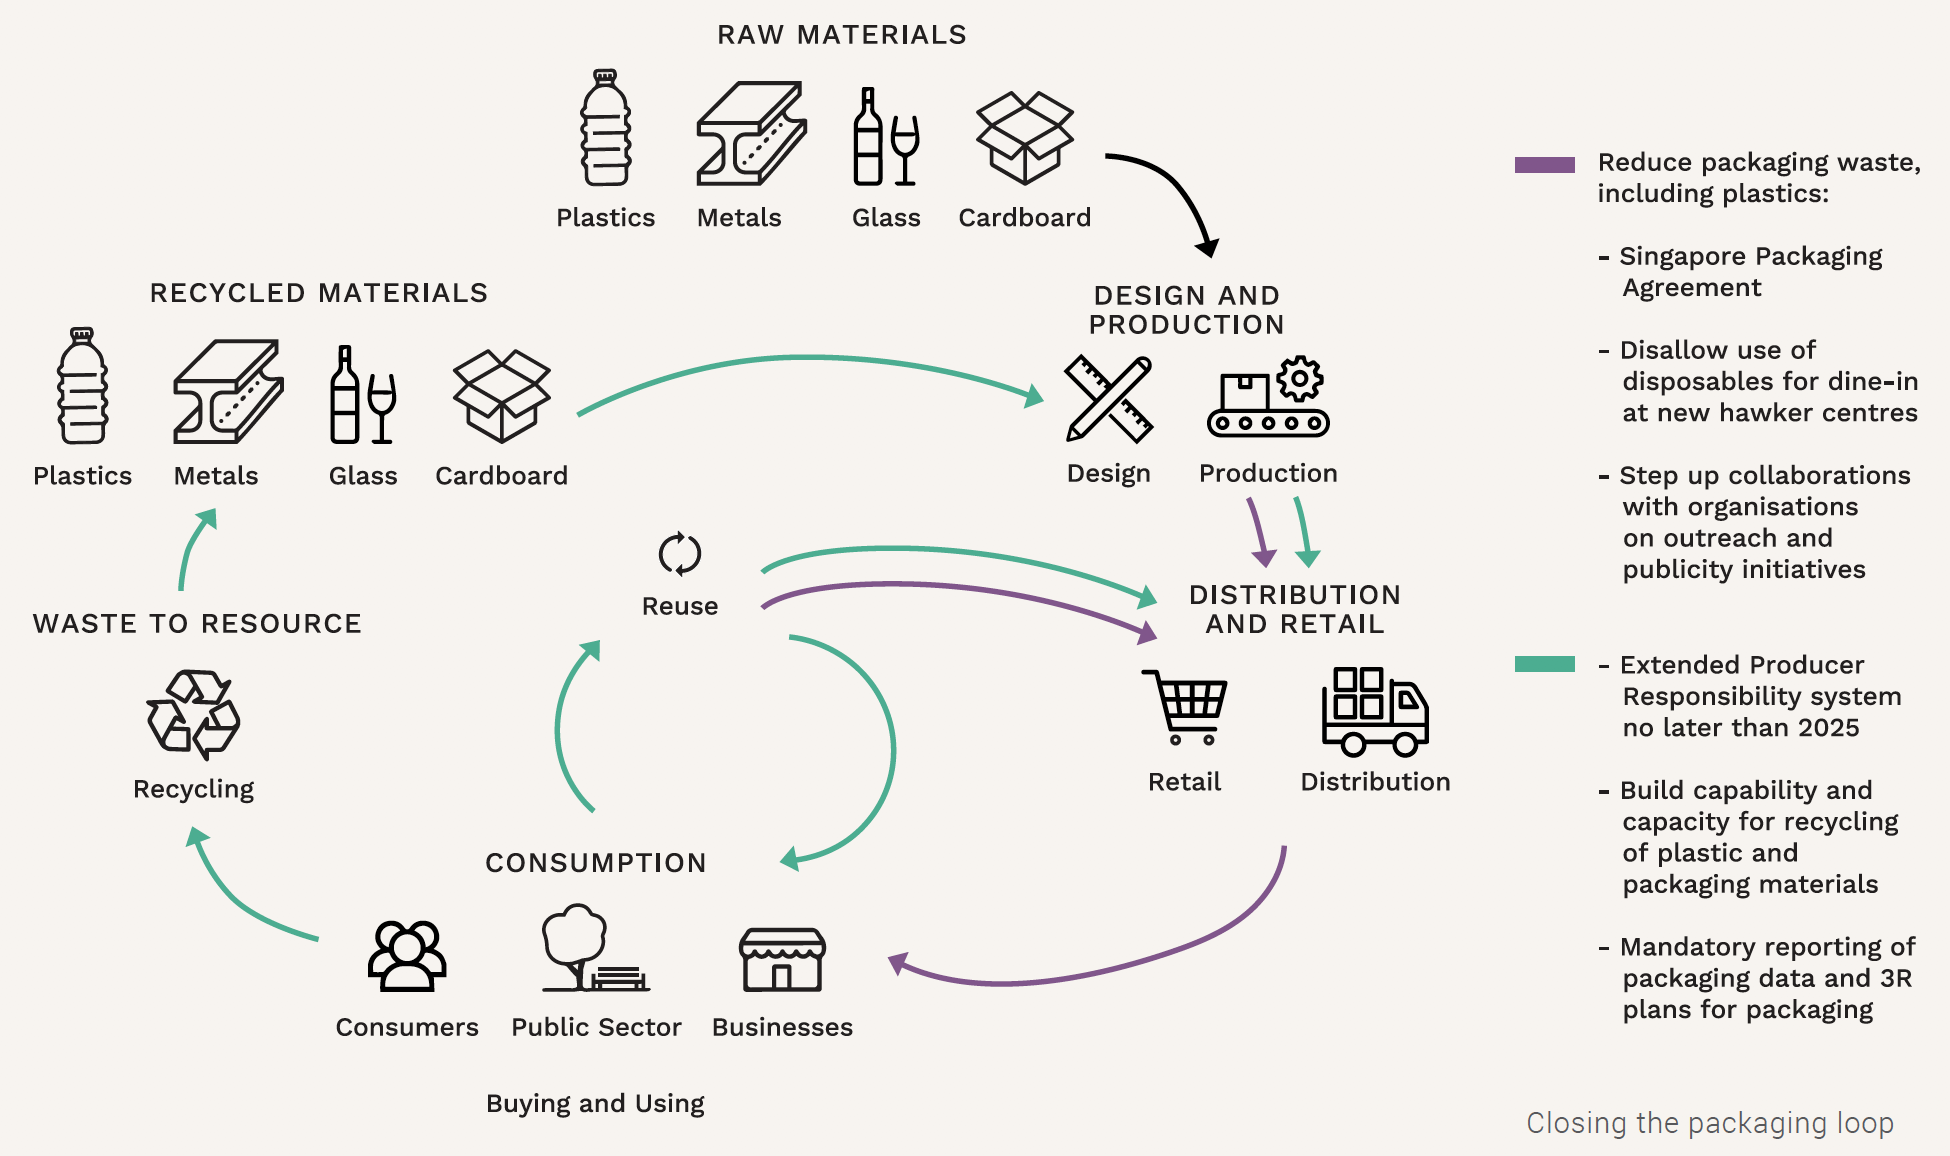 RAW MATERIALS
Plastics
Metals
Glass
Cardboard
RECYCLED MATERIALS
Plastics
Metals
Glass
Cardboard
DESIGN AND
PRODUCTION
Design
Production
Reuse
DISTRIBUTION
AND RETAIL
Retail
Distribution
WASTE TO RESOURCE
Recycling
CONSUMPTION
Consumers
Public Sector
Businesses
Buying and Using
Reduce packaging waste,
including plastics:
– Singapore Packaging
Agreement
– Disallow use of
disposables for dine-in
at new hawker centres
– Step up collaborations
with organisations
on outreach and
publicity initiatives
– Extended Producer
Responsibility system
no later than 2025
– Build capability and
capacity for recycling
of plastic and
packaging materials
– Mandatory reporting of
packaging data and 3R
plans for packaging
Closing the packaging loop